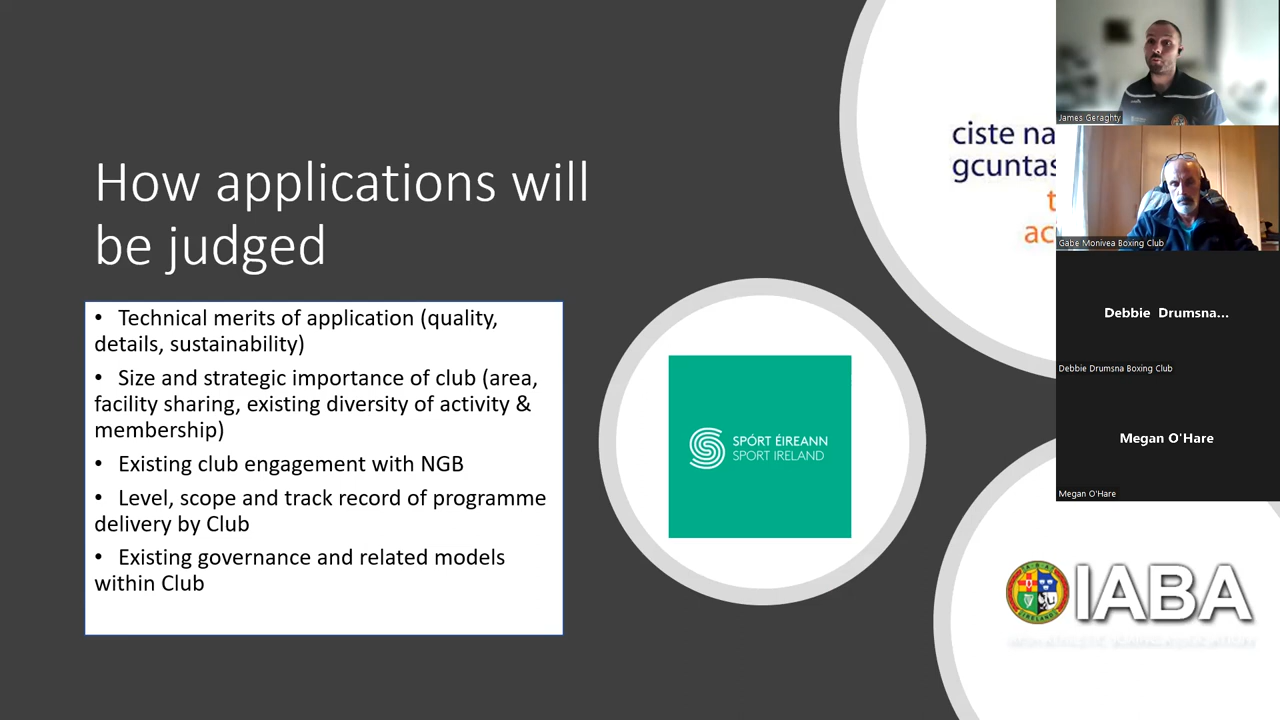 How applications will
be judged
• Technical merits of application (quality,
details, sustainability)
• Size and strategic importance of club (area,
facility sharing, existing diversity of activity &
membership)
• Existing club engagement with NGB
• Level, scope and track record of programme
delivery by Club
• Existing governance and related models
within Club
SPÓRT ÉIREANN
SPORT IRELAND
ciste na
gcuntas
t
ac
IABA
James Geraghty
Gabe Monivea Boxing Club
Debbie Drumsna...
Debbie Drumsna Boxing Club
Megan O'Hare
Megan O'Hare